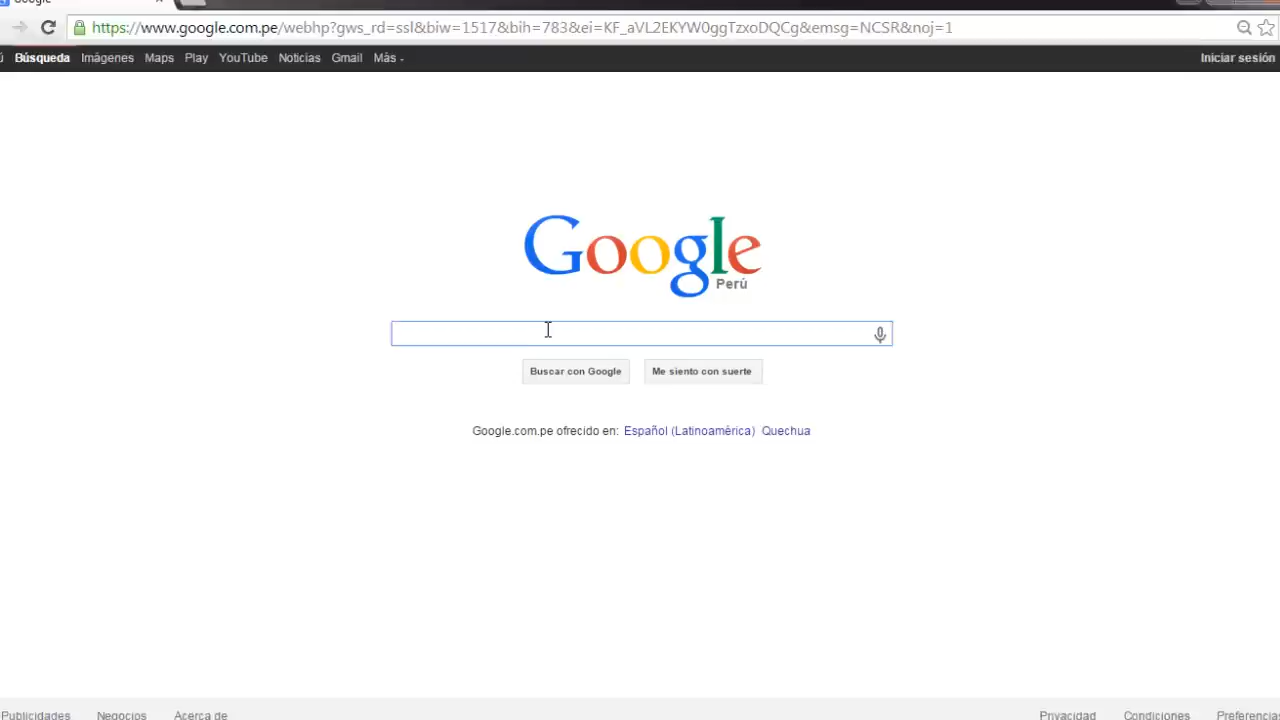 Google
https://www.google.com.pe/webhp?gws_rd=ssl&biw=1517&bih=783&ei=KF_aVL2EKYW0ggTzxoDQCg&emsg=NCSR&noj=1
Búsqueda Imágenes Maps Play YouTube Noticias Gmail Más Iniciar sesión
Google
Perú
Buscar con Google Me siento con suerte
Google.com.pe ofrecido en: Español (Latinoamérica) Quechua
Publicidades Negocios Acerca de Privacidad Condiciones Preferencias